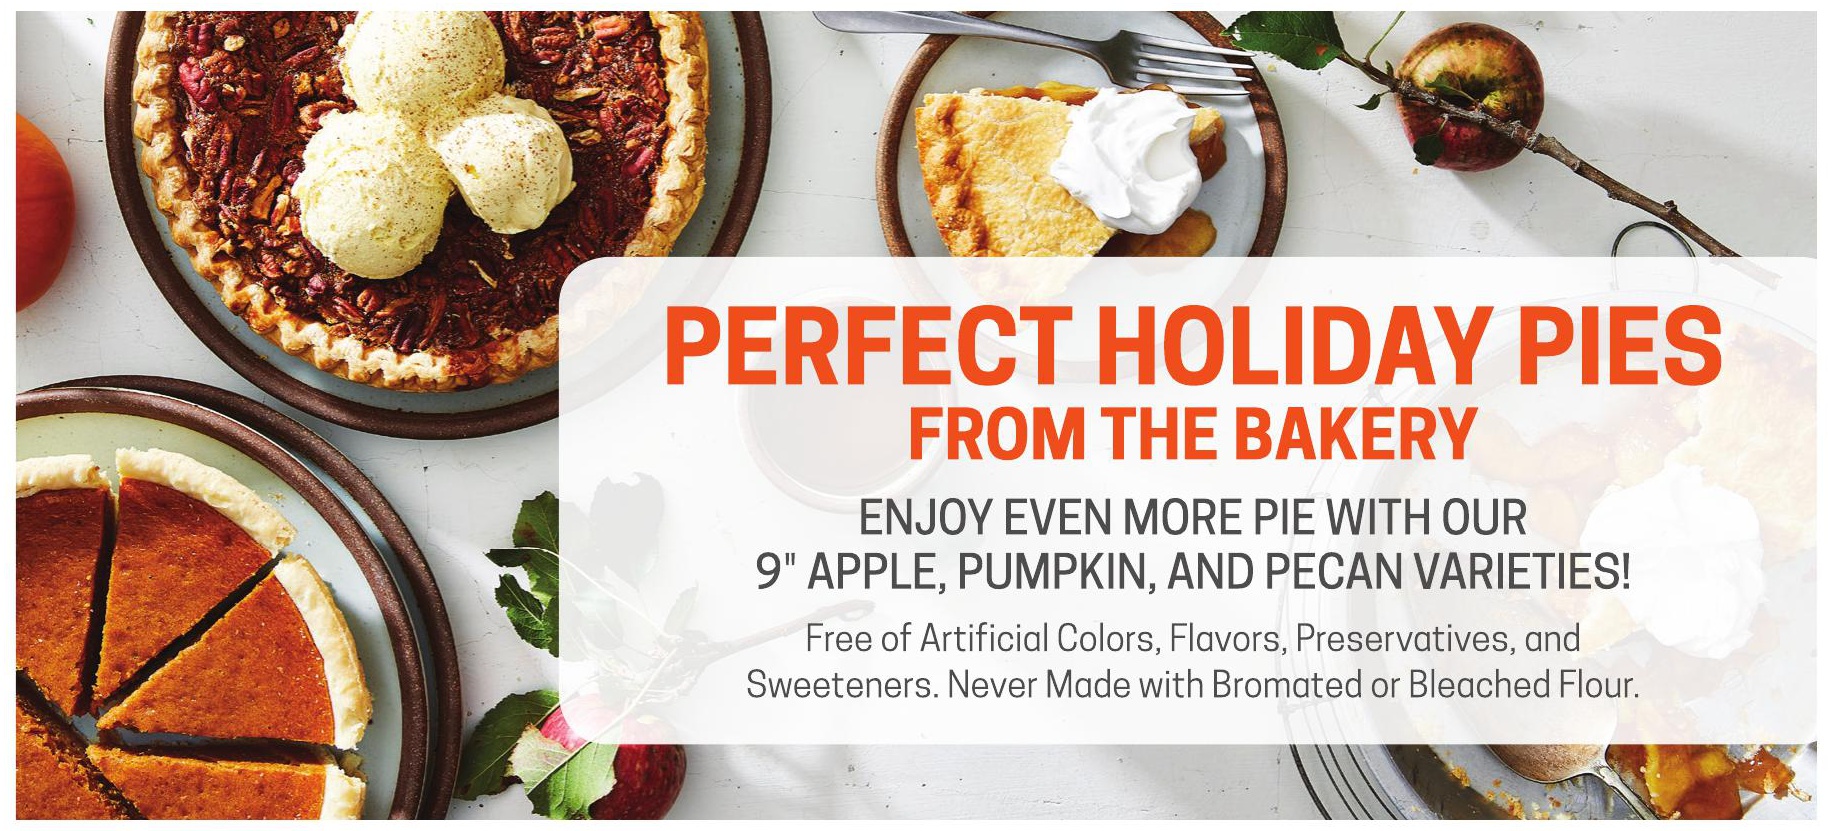 PERFECT HOLIDAY PIES
FROM THE BAKERY
ENJOY EVEN MORE PIE WITH OUR
9" APPLE, PUMPKIN, AND PECAN VARIETIES!
Free of Artificial Colors, Flavors, Preservatives, and
Sweeteners. Never Made with Bromated or Bleached Flour.